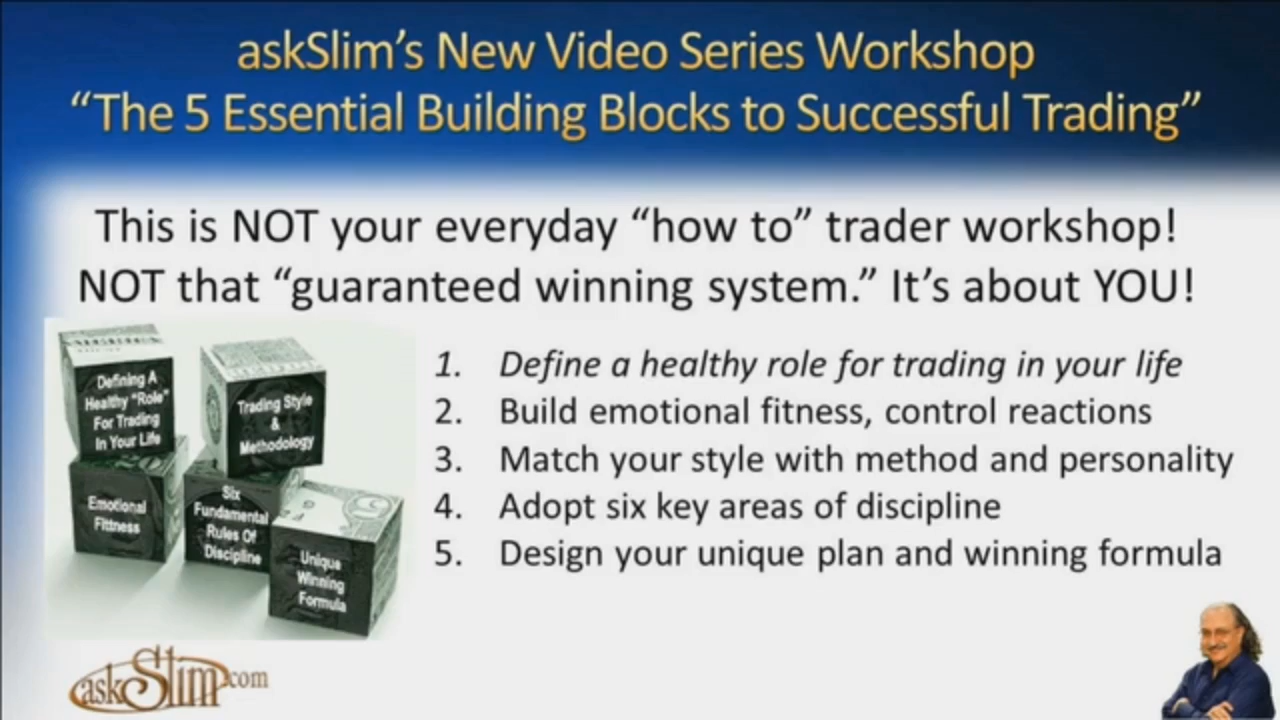 askSlim’s New Video Series Workshop
“The 5 Essential Building Blocks to Successful Trading”
This is NOT your everyday “how to” trader workshop!
NOT that “guaranteed winning system.” It’s about YOU!
Defining A
Healthy “Role”
For Trading
In Your Life
Trading Style
&
Methodology
Emotional
Fittness
Six
Fundamental
Rules Of
Discipline
Unique
Winning
Formula
1. Define a healthy role for trading in your life
2. Build emotional fitness, control reactions
3. Match your style with method and personality
4. Adopt six key areas of discipline
5. Design your unique plan and winning formula
askSlim.com